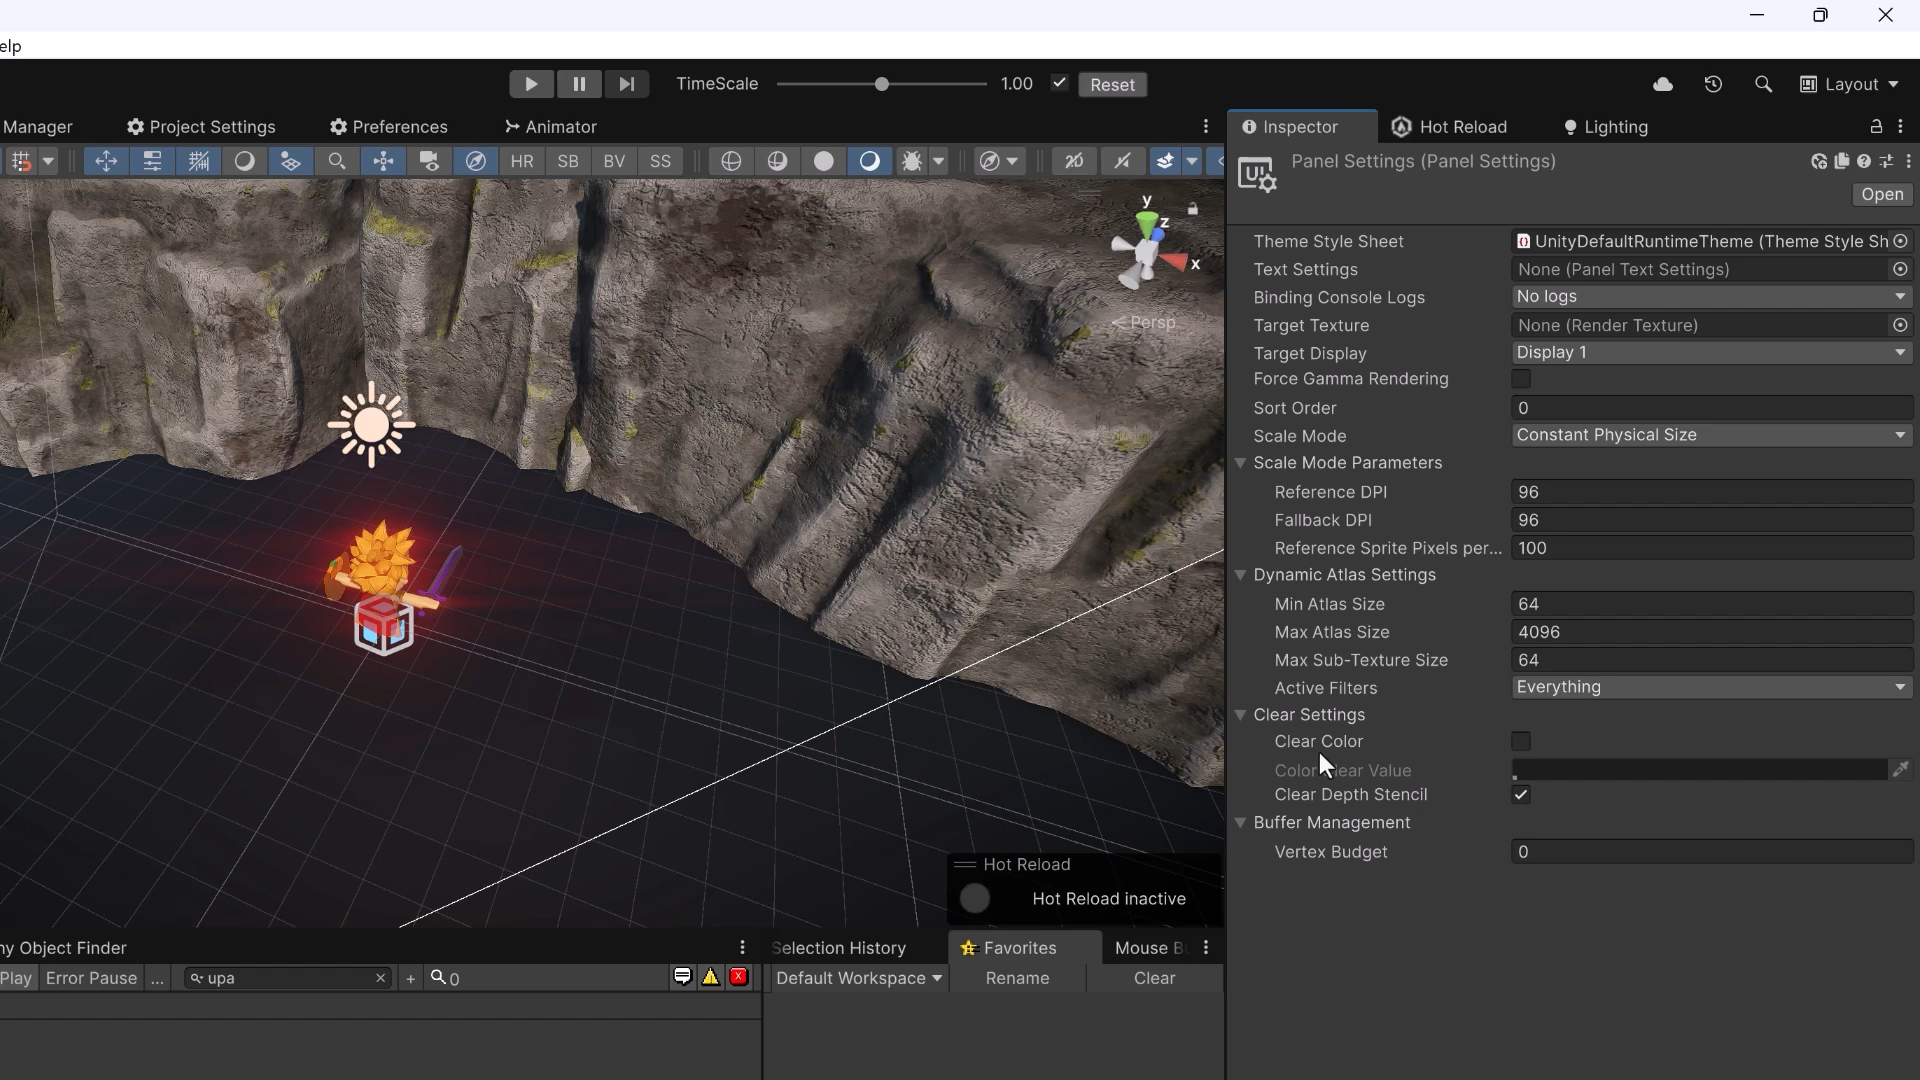 elp
TimeScale 1.00 Reset
Layout
Manager Project Settings Preferences Animator
Inspector Hot Reload Lighting
HR SB BV SS
Panel Settings (Panel Settings)
Open
y
z
x
Persp
Theme Style Sheet UnityDefaultRuntimeTheme (Theme Style Sh
Text Settings None (Panel Text Settings)
Binding Console Logs No logs
Target Texture None (Render Texture)
Target Display Display 1
Force Gamma Rendering
Sort Order 0
Scale Mode Constant Physical Size
Scale Mode Parameters
Reference DPI 96
Fallback DPI 96
Reference Sprite Pixels per... 100
Dynamic Atlas Settings
Min Atlas Size 64
Max Atlas Size 4096
Max Sub-Texture Size 64
Active Filters Everything
Clear Settings
Clear Color
Color ear Value
Clear Depth Stencil
Buffer Management
Vertex Budget 0
Hot Reload
Hot Reload inactive
ny Object Finder
Selection History Favorites Mouse B
Play Error Pause ... upa + 0
Default Workspace Rename Clear